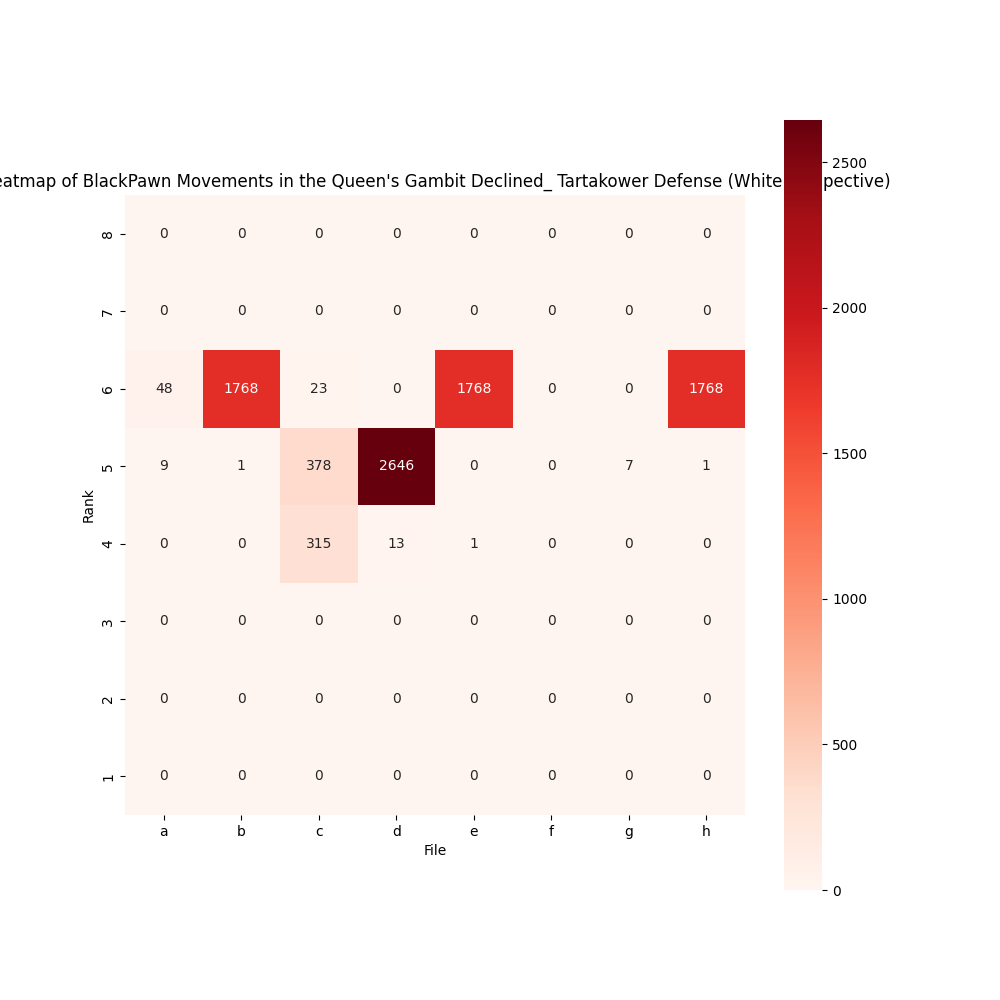 eatmap of BlackPawn Movements in the Queen's Gambit Declined_ Tartakower Defense (White pective)
2500
2000
1500
1000
500
0
Rank
8 0 0 0 0 0 0 0 0
7 0 0 0 0 0 0 0 0
6 48 1768 23 0 1768 0 0 1768
5 9 1 378 2646 0 0 7 1
4 0 0 315 13 1 0 0 0
3 0 0 0 0 0 0 0 0
2 0 0 0 0 0 0 0 0
1 0 0 0 0 0 0 0 0
a b c d e f g h
File